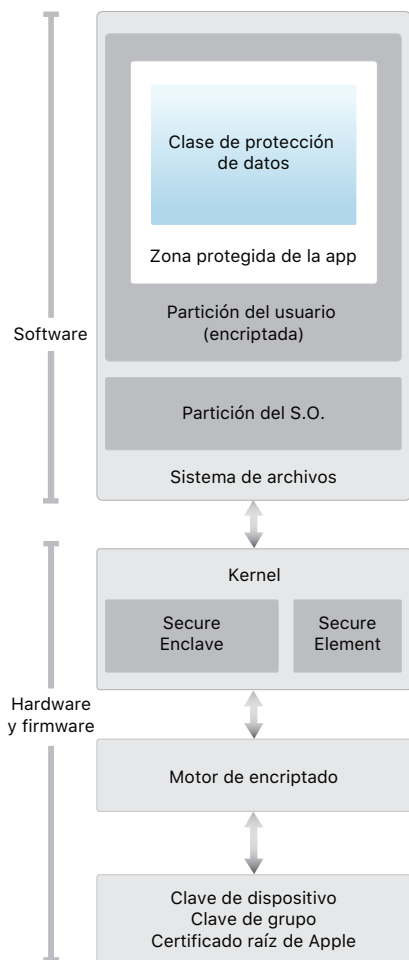 Clase de protección
de datos
Zona protegida de la app
Partición del usuario
(encriptada)
Software
Partición del S.O.
Sistema de archivos
Kernel
Secure
Enclave
Secure
Element
Hardware
y firmware
Motor de encriptado
Clave de dispositivo
Clave de grupo
Certificado raíz de Apple